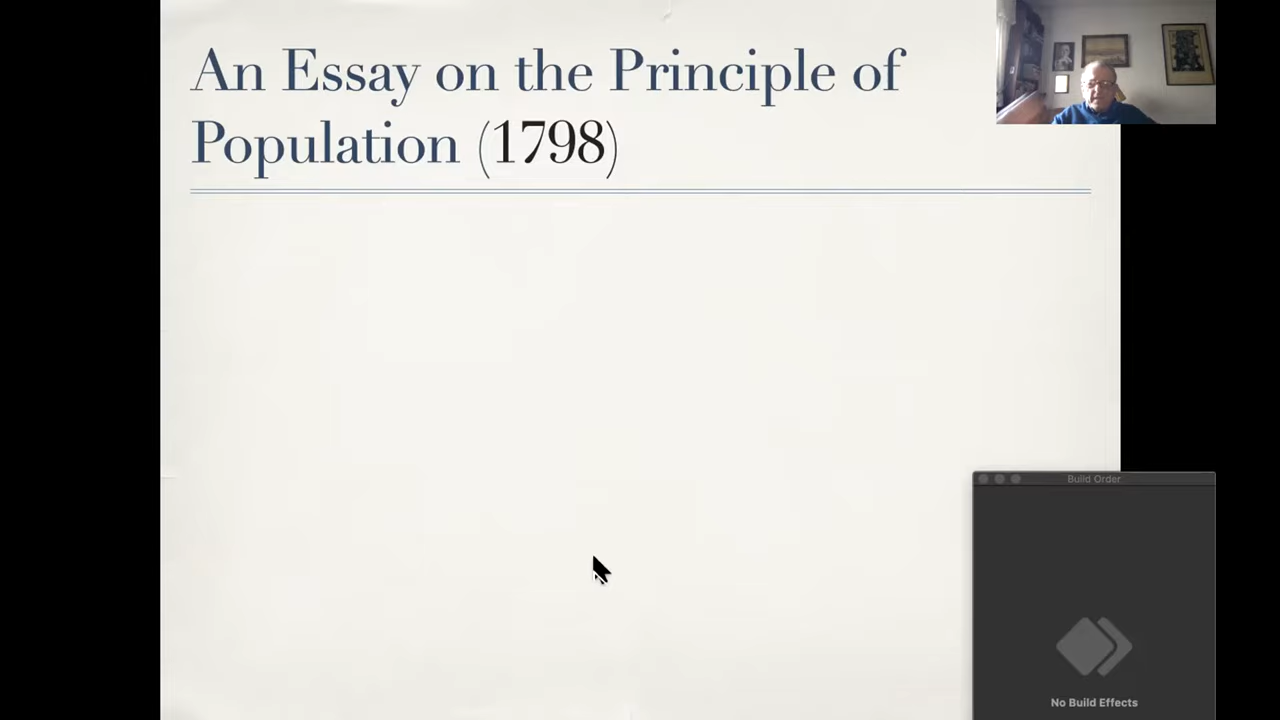 An Essay on the Principle of
Population (1798)
Build Order
No Build Effects